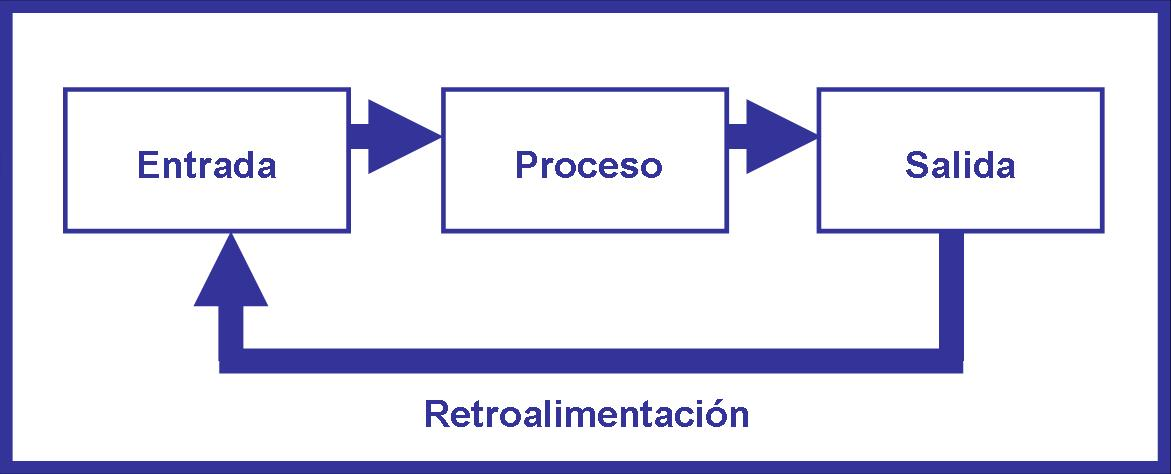 Entrada
Proceso
Salida
Retroalimentación